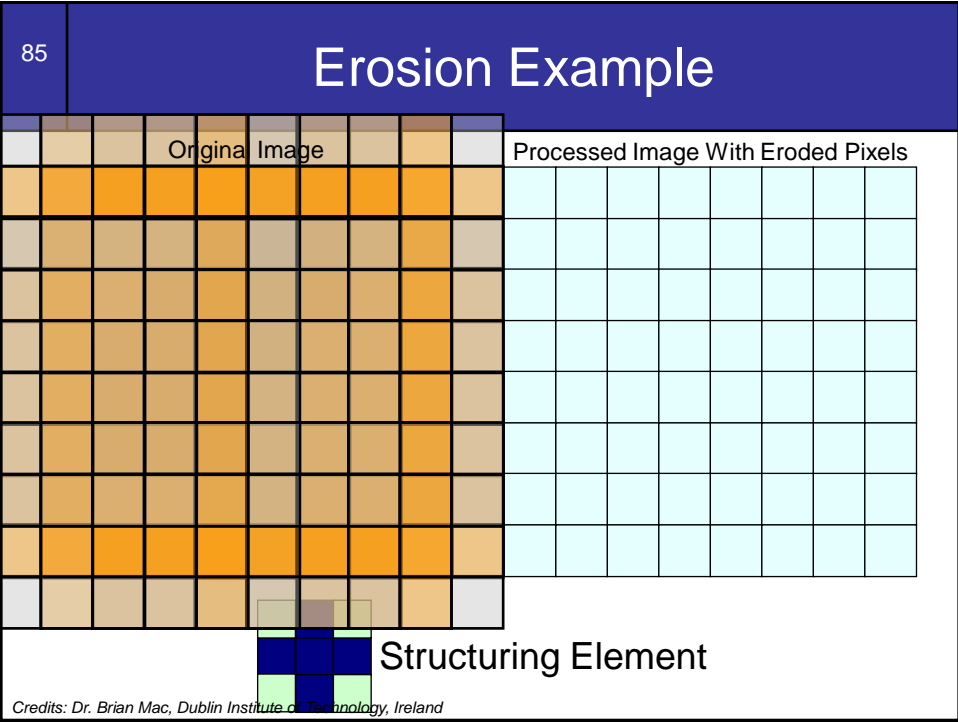 85
Erosion Example
Original Image
Processed Image With Eroded Pixels
Structuring Element
Credits: Dr. Brian Mac, Dublin Institute of Technology, Ireland